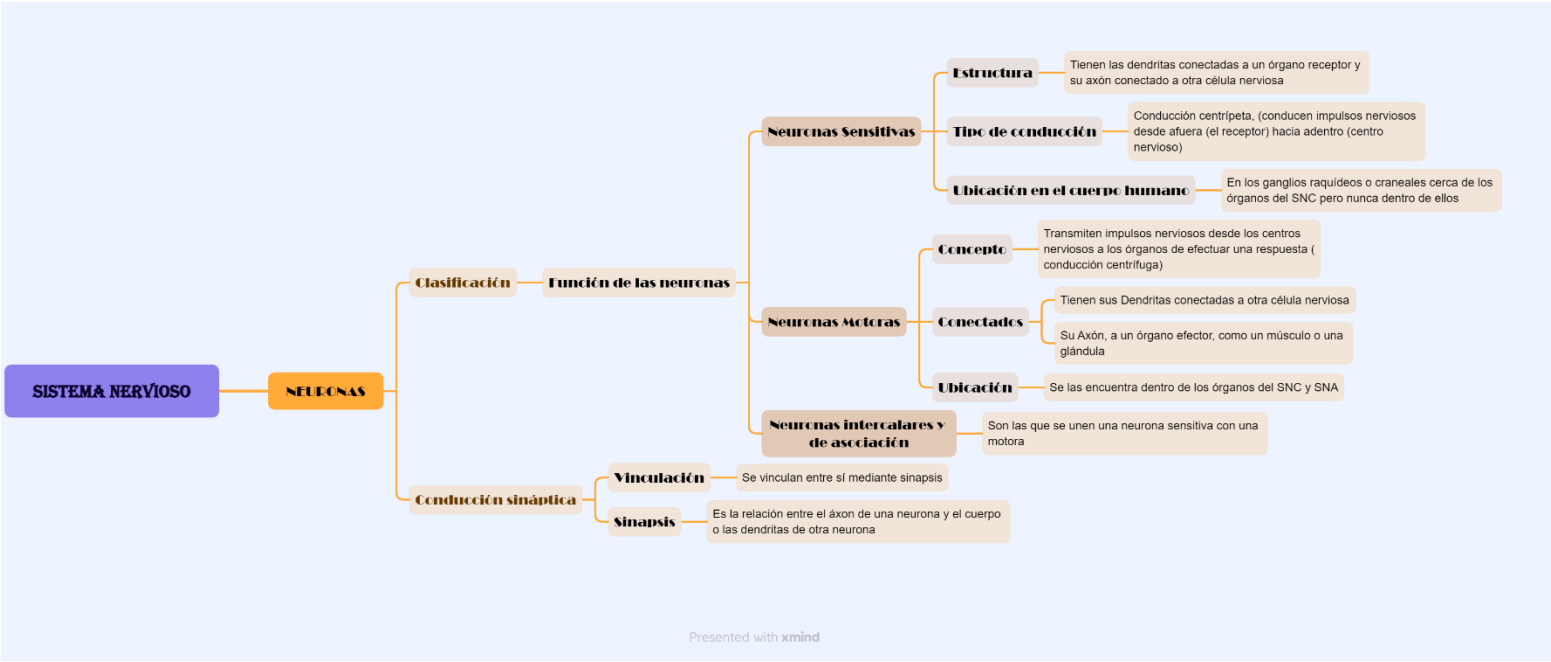 SISTEMA NERVIOSO
NEURONAS
Clasificación
Función de las neuronas
Neuronas Sensitivas
Estructura
Tienen las dendritas conectadas a un órgano receptor y
su axón conectado a otra célula nerviosa
Tipo de conducción
Conducción centrípeta, (conducen impulsos nerviosos
desde afuera (el receptor) hacia adentro (centro
nervioso)
Ubicación en el cuerpo humano
En los ganglios raquídeos o craneales cerca de los
órganos del SNC pero nunca dentro de ellos
Neuronas Motoras
Concepto
Transmiten impulsos nerviosos desde los centros
nerviosos a los órganos de efectuar una respuesta (
conducción centrífuga)
Conectados
Tienen sus Dendritas conectadas a otra célula nerviosa
Su Axón, a un órgano efector, como un músculo o una
glándula
Ubicación
Se las encuentra dentro de los órganos del SNC y SNA
Neuronas intercalares y
de asociación
Son las que se unen una neurona sensitiva con una
motora
Conducción sináptica
Vinculación
Se vinculan entre sí mediante sinapsis
Sinapsis
Es la relación entre el áxon de una neurona y el cuerpo
o las dendritas de otra neurona
Presented with xmind